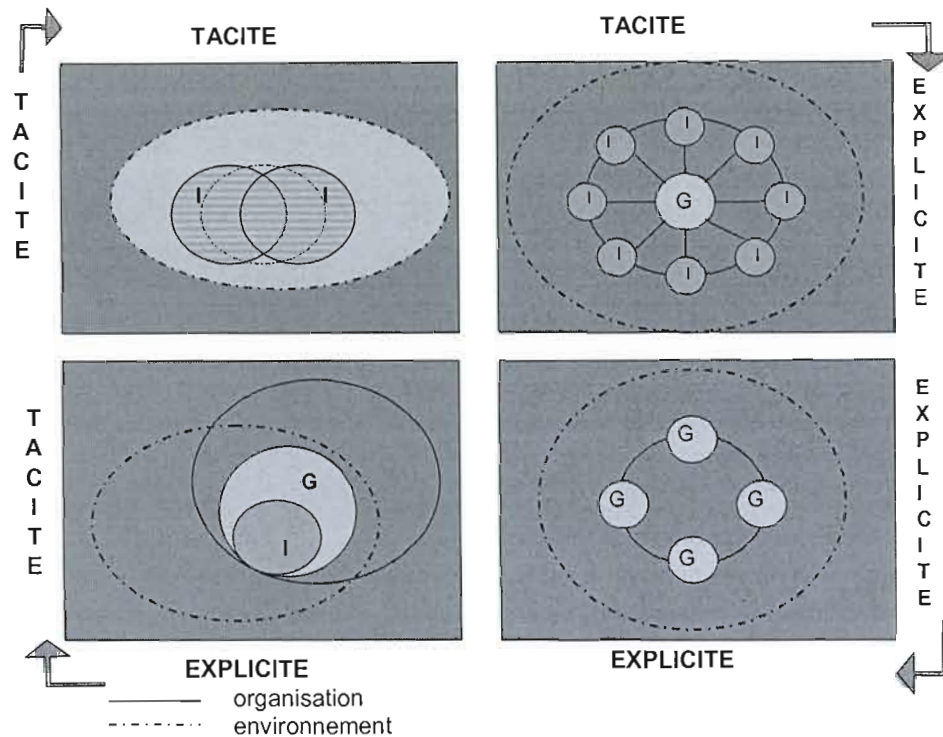 TACITE
TACITE
TACITE
EXPLICITE
I I
I
I
I
I
G
I
I
I
I
TACITE
EXPLICITE
G
I
G
G
G
G
EXPLICITE
EXPLICITE
organisation
environnement